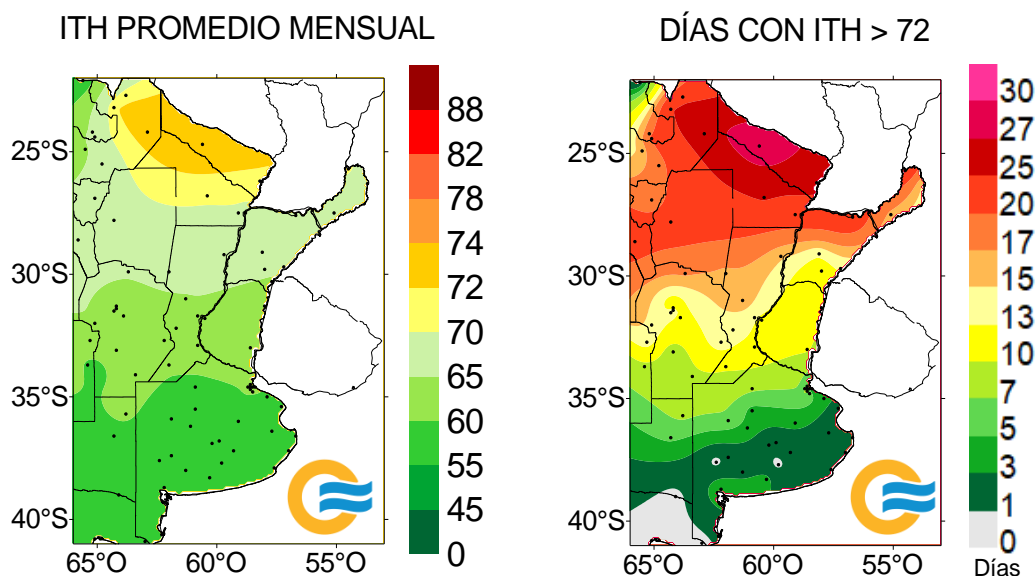 ITH PROMEDIO MENSUAL
25°S
30°S
35°S
40°S
65°O
60°O
55°O
88
82
78
74
72
70
65
60
55
45
0
DÍAS CON ITH > 72
25°S
30°S
35°S
40°S
65°O
60°O
55°O
30
27
25
20
17
15
13
10
7
5
3
1
0
Días